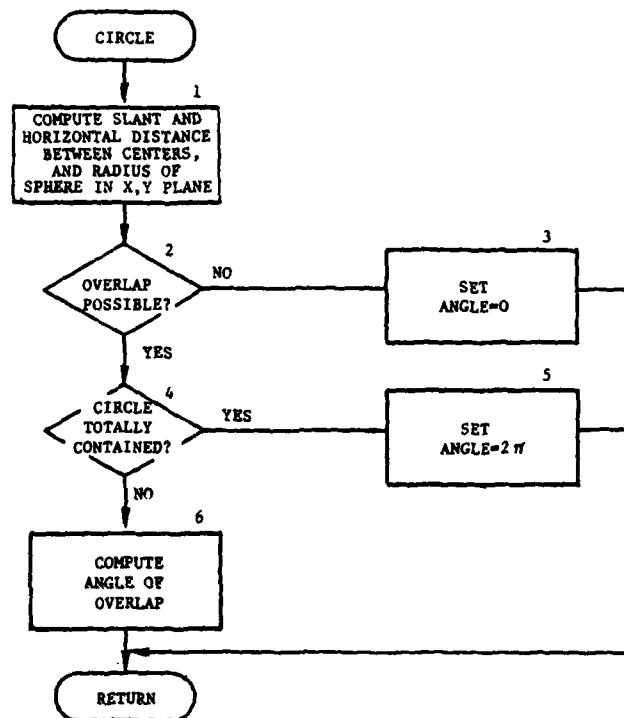 CIRCLE
1
COMPUTE SLANT AND
HORIZONTAL DISTANCE
BETWEEN CENTERS,
AND RADIUS OF
SPHERE IN X,Y PLANE
2
OVERLAP
POSSIBLE?
NO
3
SET
ANGLE=0
YES
4
CIRCLE
TOTALLY
CONTAINED?
YES
5
SET
ANGLE=2π
NO
6
COMPUTE
ANGLE OF
OVERLAP
RETURN